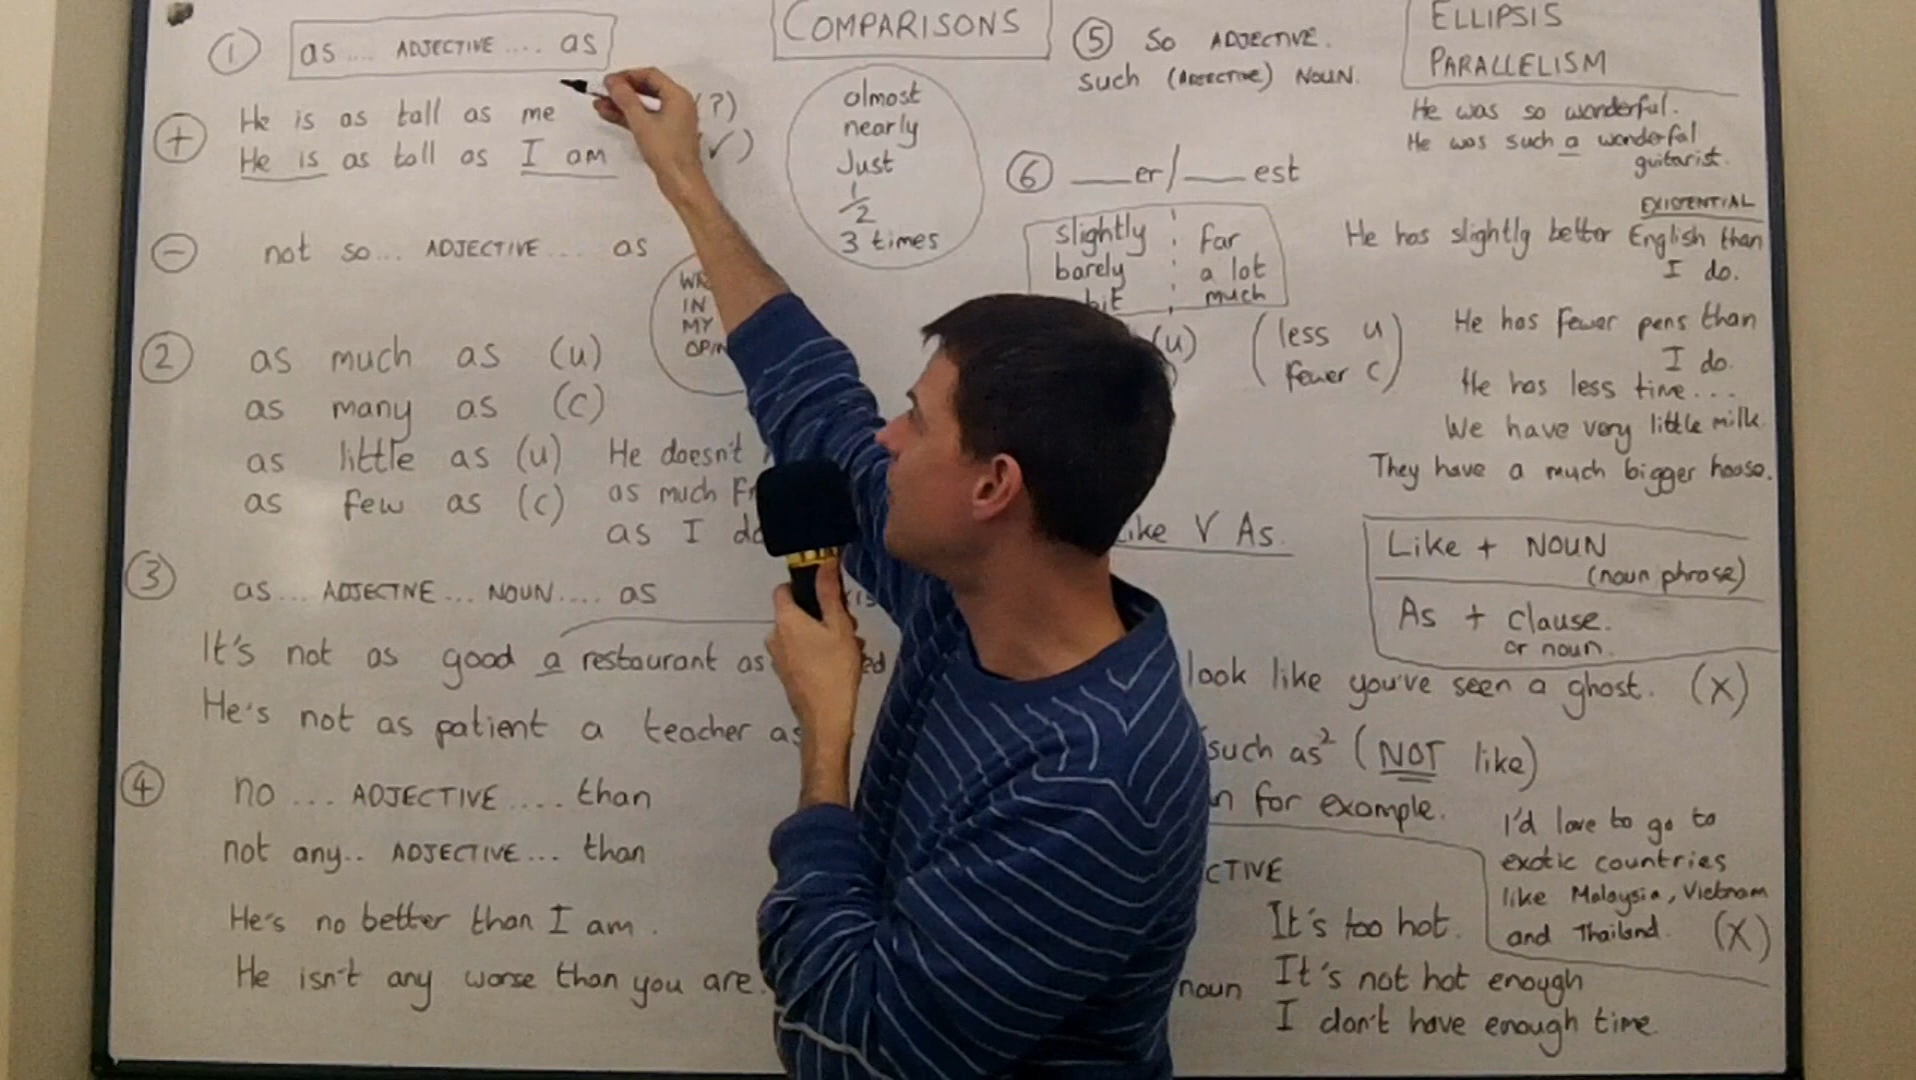 COMPARISONS
① as .... ADJECTIVE .... as
+ He is as tall as me (?)
He is as tall as I am (✓)
- not so... ADJECTIVE ... as
almost
nearly
Just
1/2
3 times
IN
MY
② as much as (u)
as many as (c)
as little as (u)
as few as (c)
He doesn't
as much
as I
③ as ... ADJECTIVE ... NOUN .... as
It's not as good a restaurant as
He's not as patient a teacher as
④ no ... ADJECTIVE .... than
not any.. ADJECTIVE ... than
He's no better than I am.
He isn't any worse than you are.
⑤ So ADJECTIVE.
such (ADJECTIVE) NOUN.
ELLIPSIS
PARALLELISM
He was so wonderful.
He was such a wonderful
guitarist.
⑥ ___er/___est
slightly far
barely a lot
bit much
(u) (less u
fewer c)
EXISTENTIAL
He has slightly better English than
I do.
He has fewer pens than
I do.
He has less time...
We have very little milk.
They have a much bigger house.
Like V As.
Like + NOUN
(noun phrase)
As + clause.
or noun.
look like you've seen a ghost. (X)
such as² (NOT like)
for example.
I'd love to go to
exotic countries
like Malaysia, Vietnam
and Thailand. (X)
It's too hot.
noun It's not hot enough
I don't have enough time.